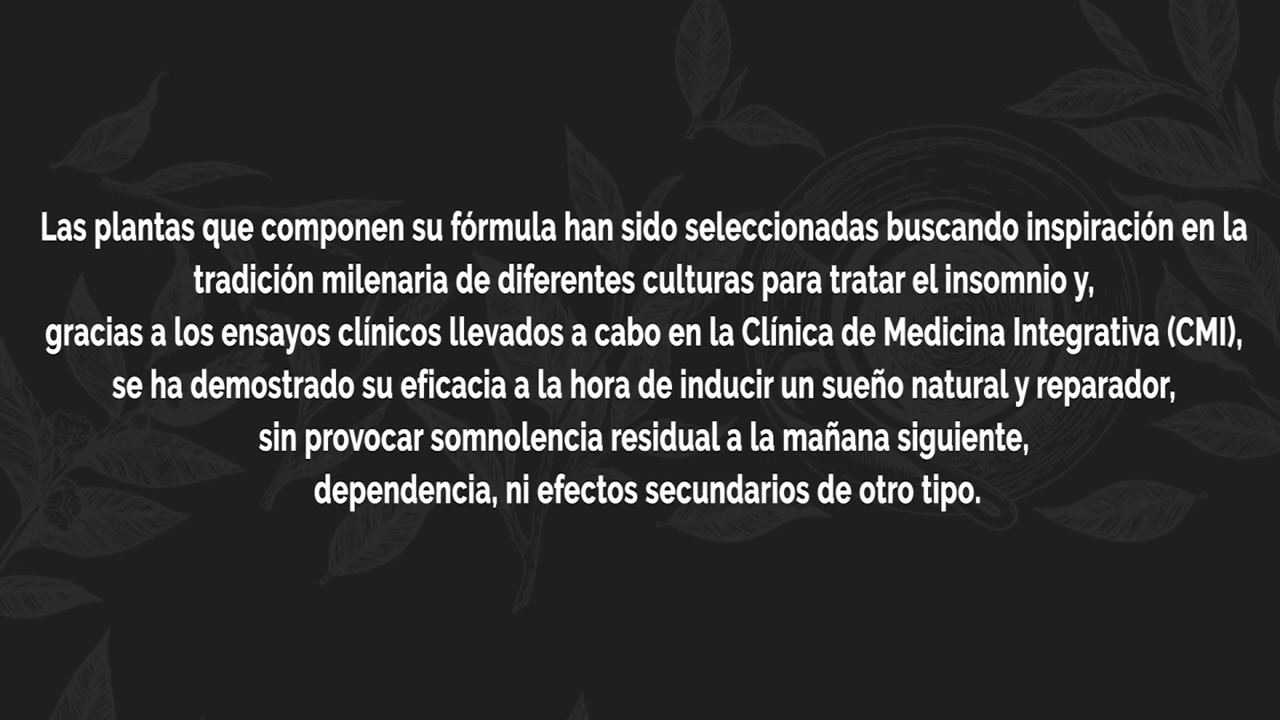 Las plantas que componen su fórmula han sido seleccionadas buscando inspiración en la
tradición milenaria de diferentes culturas para tratar el insomnio y,
gracias a los ensayos clínicos llevados a cabo en la Clínica de Medicina Integrativa (CMI),
se ha demostrado su eficacia a la hora de inducir un sueño natural y reparador,
sin provocar somnolencia residual a la mañana siguiente,
dependencia, ni efectos secundarios de otro tipo.